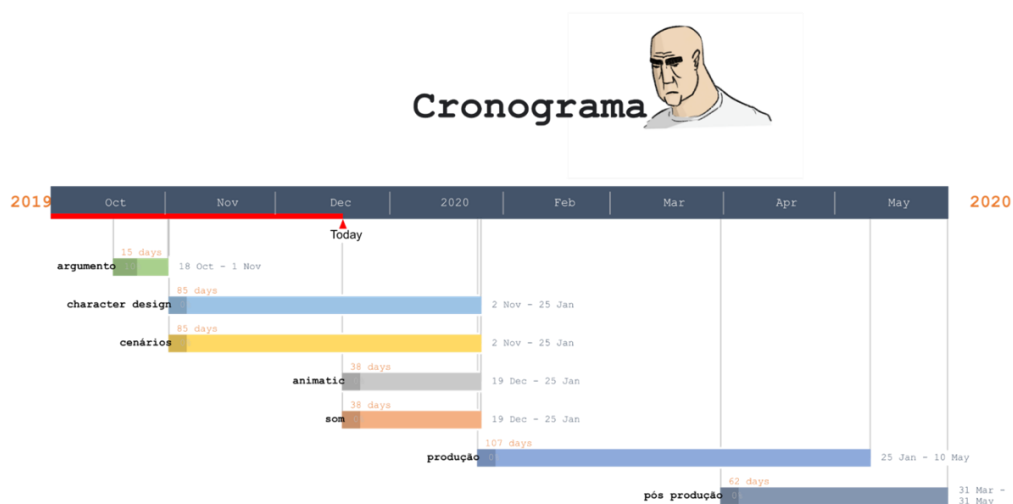 Cronograma
2019 Oct Nov Dec 2020 Feb Mar Apr May 2020
Today
15 days
argumento 18 Oct - 1 Nov
85 days
character design 2 Nov - 25 Jan
85 days
cenários 2 Nov - 25 Jan
38 days
animatic 19 Dec - 25 Jan
38 days
som 19 Dec - 25 Jan
107 days
produção 25 Jan - 10 May
62 days
pós produção 31 Mar -
31 May